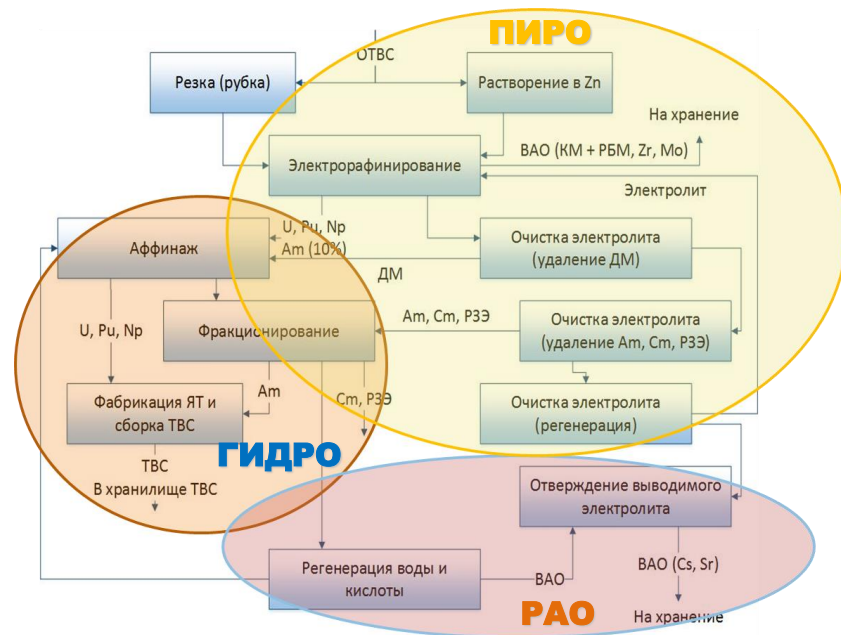 ПИРО
ОТВС
Резка (рубка)
Растворение в Zn
На хранение
ВАО (КМ + РБМ, Zr, Mo)
Электрорафинирование
Электролит
U, Pu, Np
Am (10%)
Аффинаж
Очистка электролита
(удаление ДМ)
ДМ
Фракционирование
Am, Cm, РЗЭ
Очистка электролита
(удаление Am, Cm, РЗЭ)
U, Pu, Np
Am
Cm, РЗЭ
Фабрикация ЯТ и
сборка ТВС
Очистка электролита
(регенерация)
ГИДРО
ТВС
В хранилище ТВС
Отверждение выводимого
электролита
Регенерация воды и
кислоты
ВАО
ВАО (Cs, Sr)
РАО
На хранение